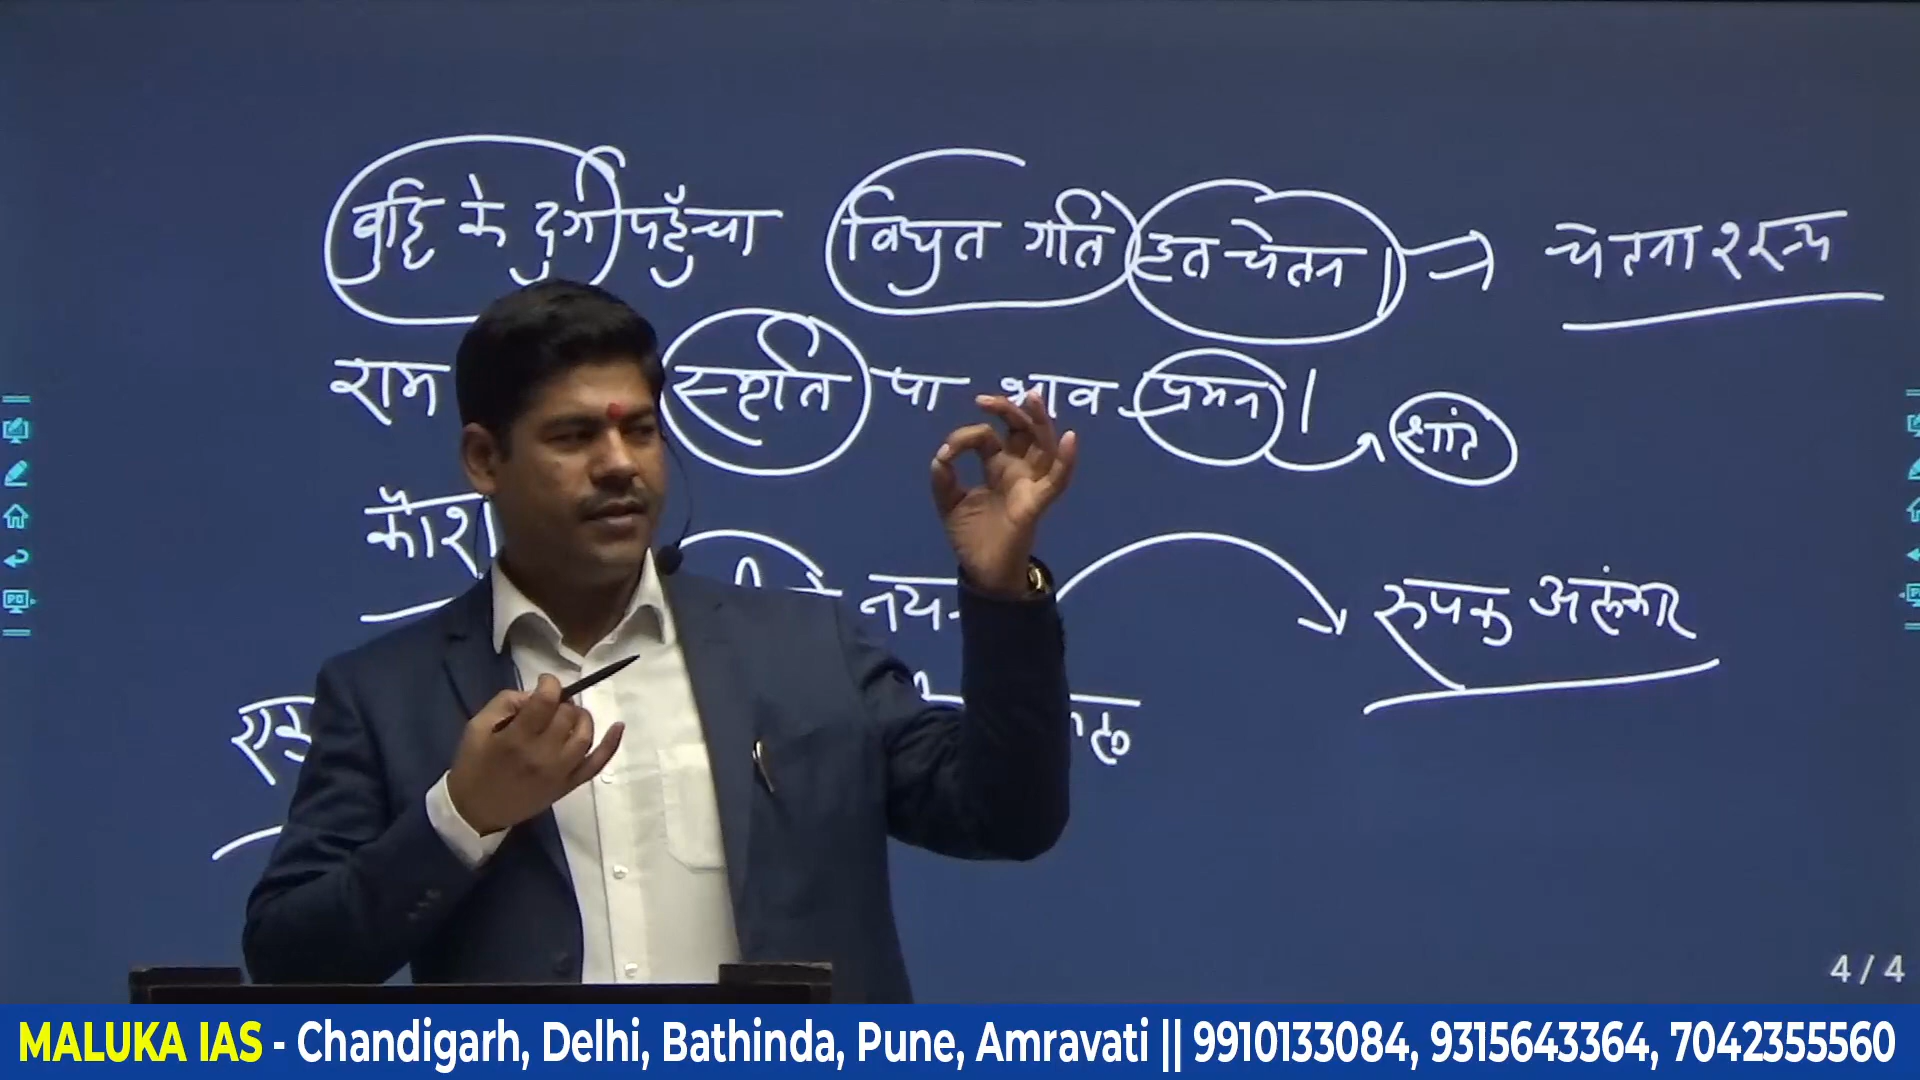 बुद्धि के दुर्ग पहुँचा विद्युत गति हत चेतन। → चेतना शून्य
राम स्मृति पा भाव प्रमन। शांत
नय रूपक अलंकार
एक
4 / 4
MALUKA IAS - Chandigarh, Delhi, Bathinda, Pune, Amravati || 9910133084, 9315643364, 7042355560